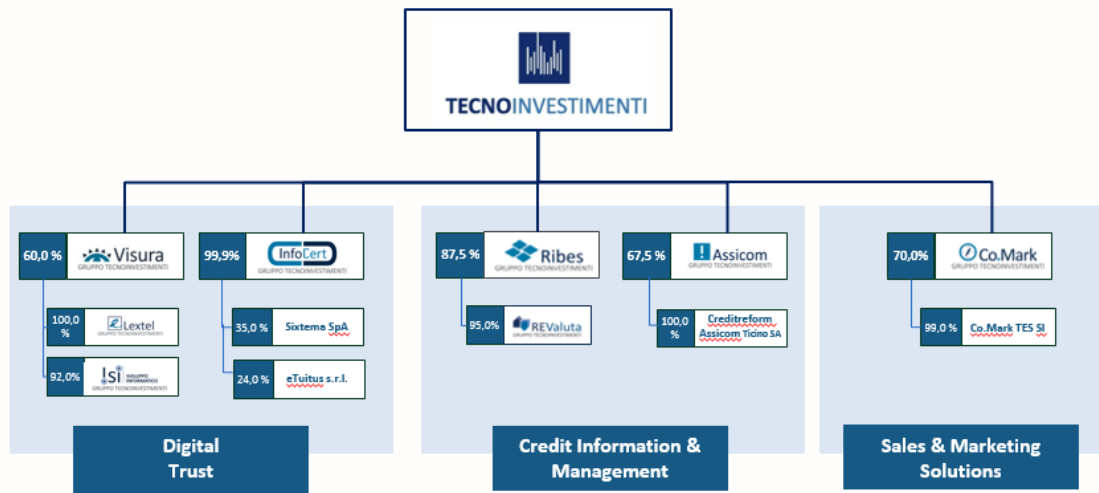 TECNOINVESTIMENTI
60,0 %
Visura
GRUPPO TECNOINVESTIMENTI
100,0
%
Lextel
GRUPPO TECNOINVESTIMENTI
92,0%
!Si SVILUPPO
INFORMATICO
GRUPPO TECNOINVESTIMENTI
99,9%
InfoCert
GRUPPO TECNOINVESTIMENTI
35,0 %
Sixtema SpA
24,0 %
eTuitus s.r.l.
Digital
Trust
87,5 %
Ribes
GRUPPO TECNOINVESTIMENTI
95,0%
REValuta
GRUPPO TECNOINVESTIMENTI
67,5 %
Assicom
GRUPPO TECNOINVESTIMENTI
100,0
%
Creditreform
Assicom Ticino SA
Credit Information &
Management
70,0%
Co.Mark
GRUPPO TECNOINVESTIMENTI
99,0 %
Co.Mark TES Sl
Sales & Marketing
Solutions